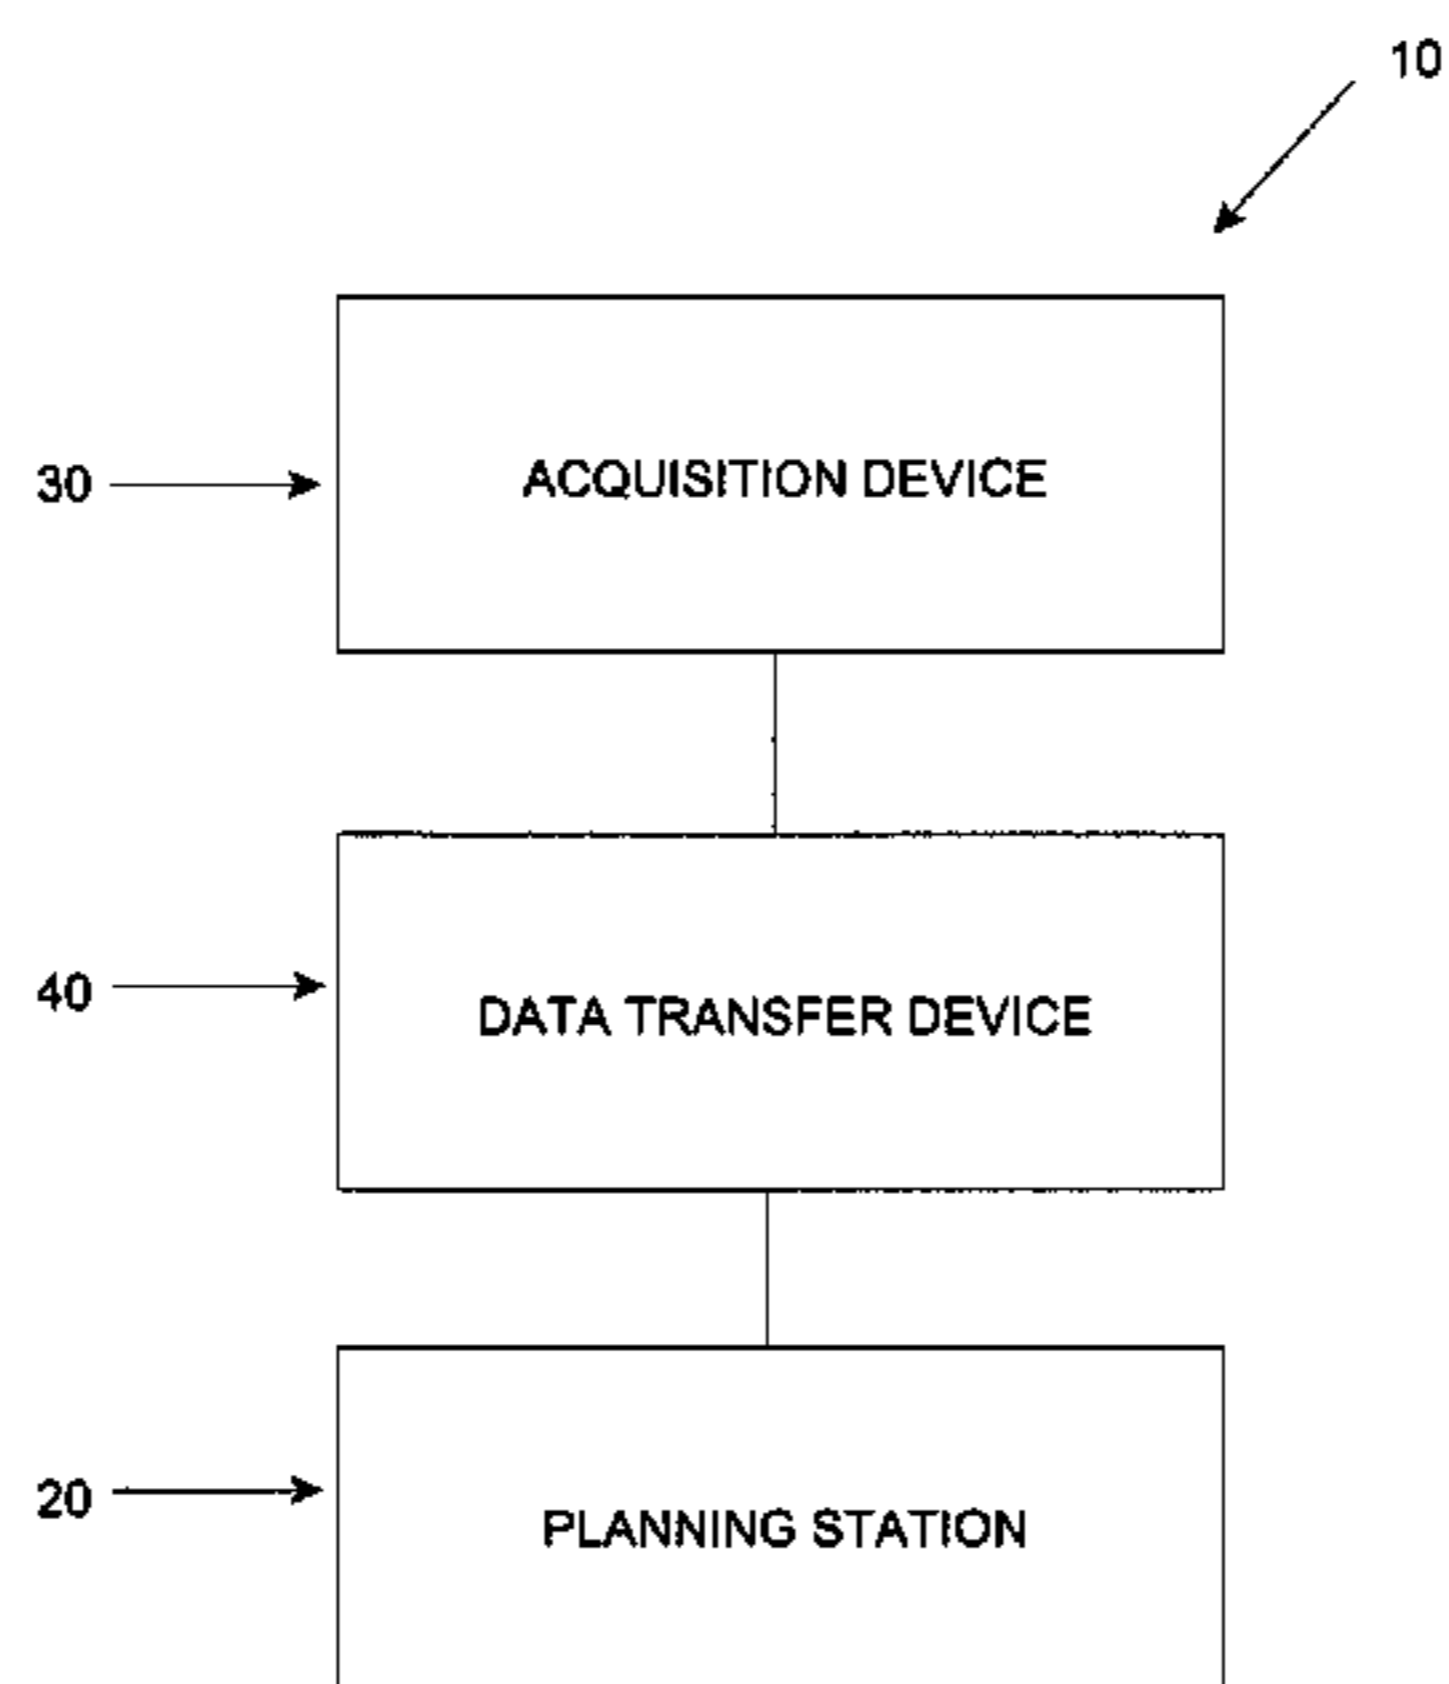 10
30
ACQUISITION DEVICE
40
DATA TRANSFER DEVICE
20
PLANNING STATION